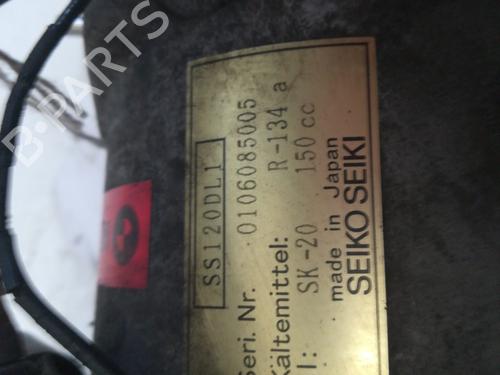 SS120DL1
Seri. Nr. 0106085005
Kältemittel: R-134 a
SK-20 150 cc
made in Japan
SEIKO SEIKI
B-PARTS